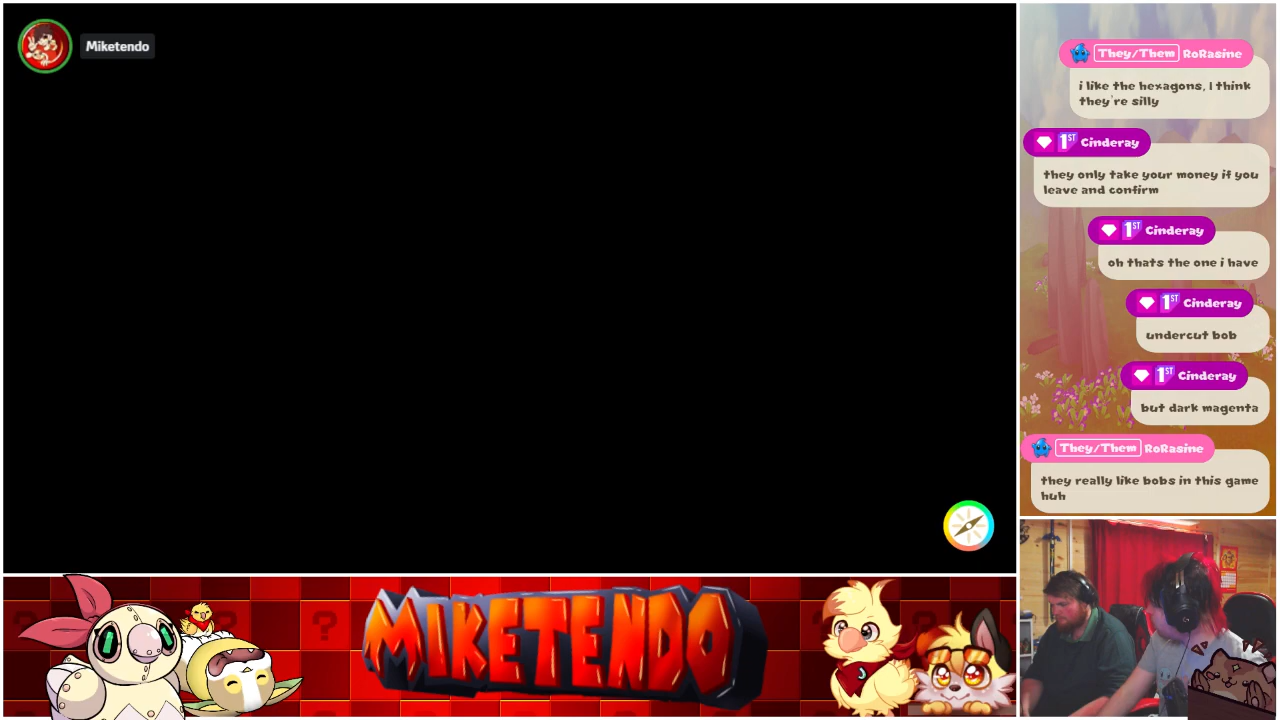 Miketendo
They/Them RoRasine
i like the hexagons, I think
they're silly
1ST Cinderay
they only take your money if you
leave and confirm
1ST Cinderay
oh thats the one i have
1ST Cinderay
undercut bob
1ST Cinderay
but dark magenta
They/Them RoRasine
they really like bobs in this game
huh
MIKETENDO